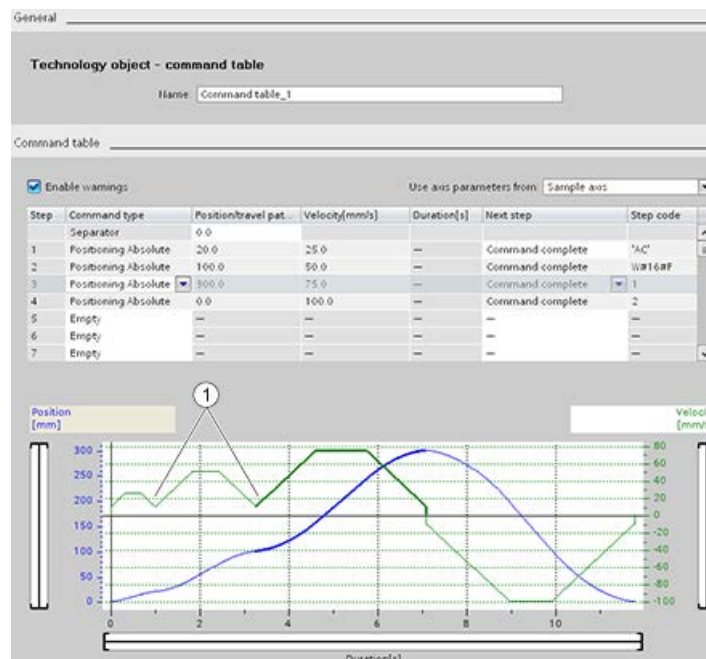 General
Technology object - command table
Name: Command table_1
Command table
Enable warnings Use axis parameters from: Sample axis
Step Command type Position/travel pat... Velocity[mm/s] Duration[s] Next step Step code
Separator 0.0
1 Positioning Absolute 20.0 25.0 — Command complete 'AC'
2 Positioning Absolute 100.0 50.0 — Command complete W#16#F
3 Positioning Absolute 300.0 75.0 — Command complete 1
4 Positioning Absolute 0.0 100.0 — Command complete 2
5 Empty — — — — —
6 Empty — — — — —
7 Empty — — — — —
1
Position
[mm]
Veloci
[mm/s
300
250
200
150
100
50
0
80
60
40
20
0
-20
-40
-60
-80
-100
0 2 4 6 8 10
Duration[s]